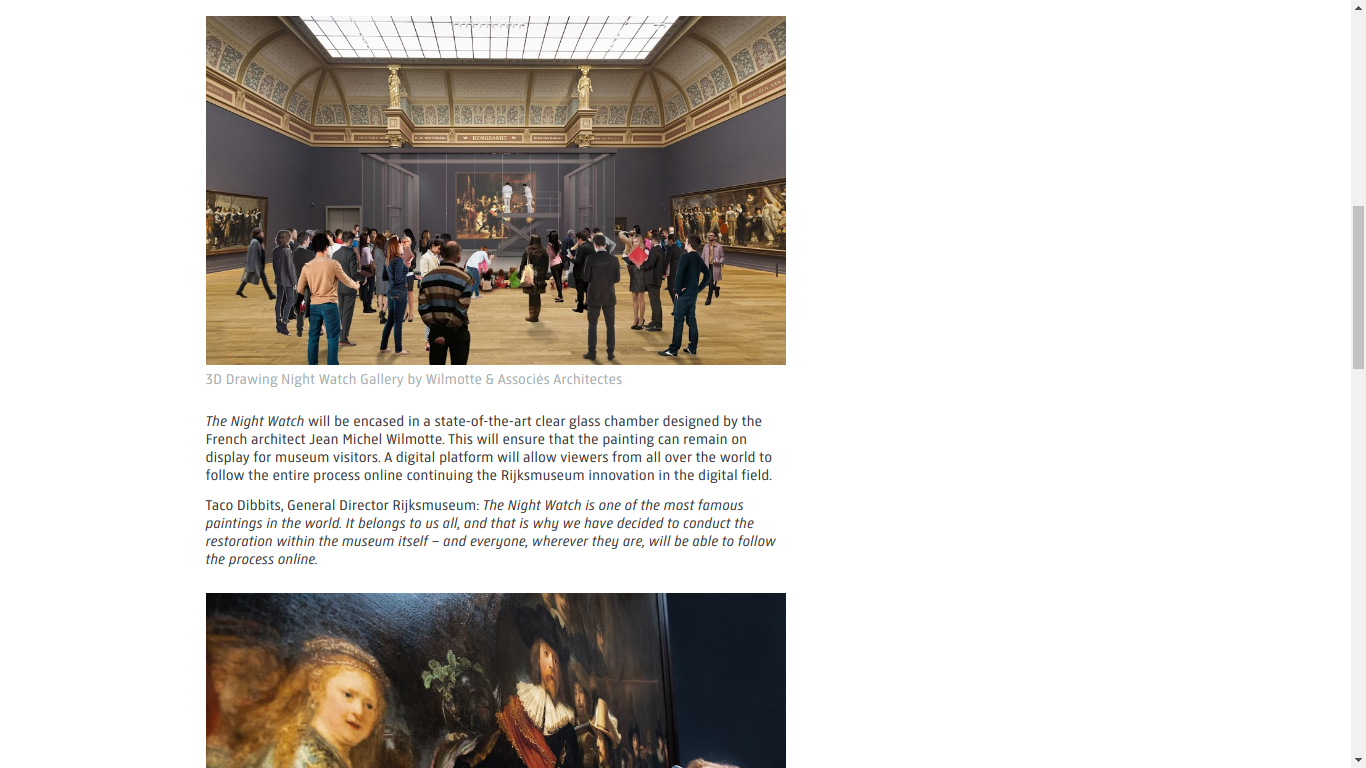 REMBRANDT
3D Drawing Night Watch Gallery by Wilmotte & Associés Architectes
The Night Watch will be encased in a state-of-the-art clear glass chamber designed by the
French architect Jean Michel Wilmotte. This will ensure that the painting can remain on
display for museum visitors. A digital platform will allow viewers from all over the world to
follow the entire process online continuing the Rijksmuseum innovation in the digital field.
Taco Dibbits, General Director Rijksmuseum: The Night Watch is one of the most famous
paintings in the world. It belongs to us all, and that is why we have decided to conduct the
restoration within the museum itself – and everyone, wherever they are, will be able to follow
the process online.